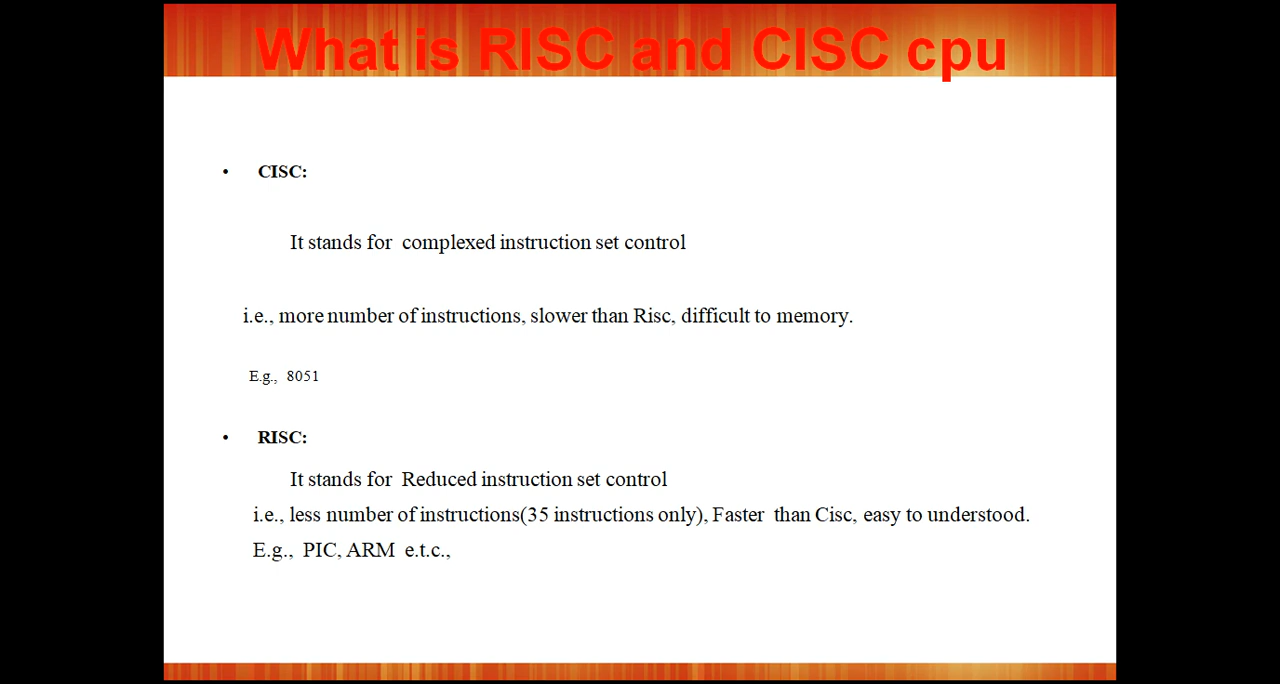 What is RISC and CISC cpu
• CISC:
It stands for complexed instruction set control
i.e., more number of instructions, slower than Risc, difficult to memory.
E.g., 8051
• RISC:
It stands for Reduced instruction set control
i.e., less number of instructions(35 instructions only), Faster than Cisc, easy to understood.
E.g., PIC, ARM e.t.c.,